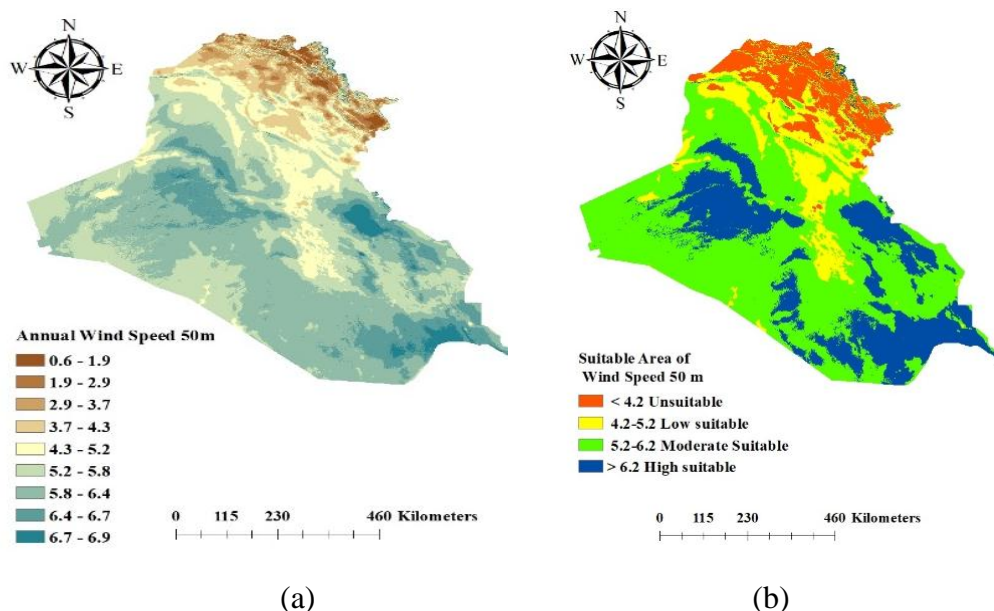 N
W E
S
Annual Wind Speed 50m
0.6 - 1.9
1.9 - 2.9
2.9 - 3.7
3.7 - 4.3
4.3 - 5.2
5.2 - 5.8
5.8 - 6.4
6.4 - 6.7
6.7 - 6.9
0 115 230 460 Kilometers
(a)
N
W E
S
Suitable Area of
Wind Speed 50 m
< 4.2 Unsuitable
4.2-5.2 Low suitable
5.2-6.2 Moderate Suitable
> 6.2 High suitable
0 115 230 460 Kilometers
(b)